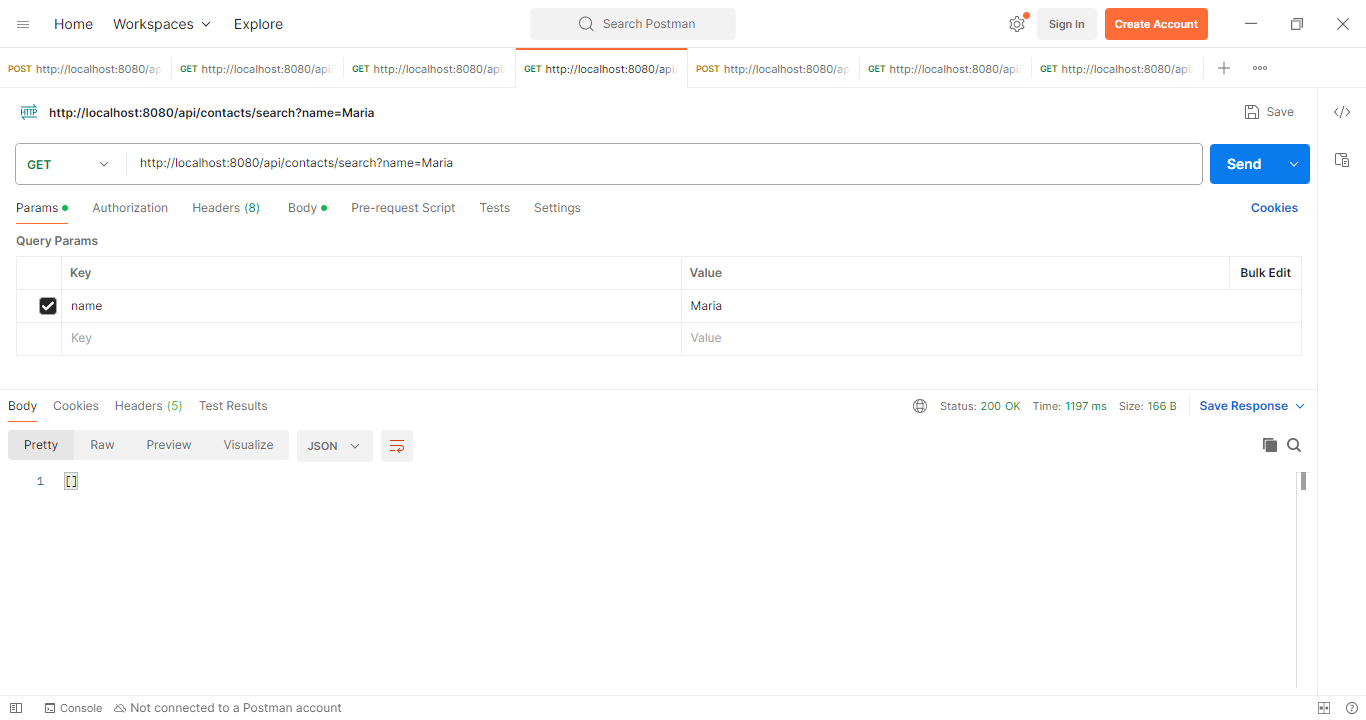 Home Workspaces Explore Search Postman Sign In Create Account
POST http://localhost:8080/ap GET http://localhost:8080/api/ GET http://localhost:8080/api/ GET http://localhost:8080/api/ POST http://localhost:8080/ap GET http://localhost:8080/api/ GET http://localhost:8080/api/
HTTP http://localhost:8080/api/contacts/search?name=Maria Save
GET http://localhost:8080/api/contacts/search?name=Maria Send
Params Authorization Headers (8) Body Pre-request Script Tests Settings Cookies
Query Params
Key Value Bulk Edit
name Maria
Key Value
Body Cookies Headers (5) Test Results Status: 200 OK Time: 1197 ms Size: 166 B Save Response
Pretty Raw Preview Visualize JSON
1 []
Console Not connected to a Postman account